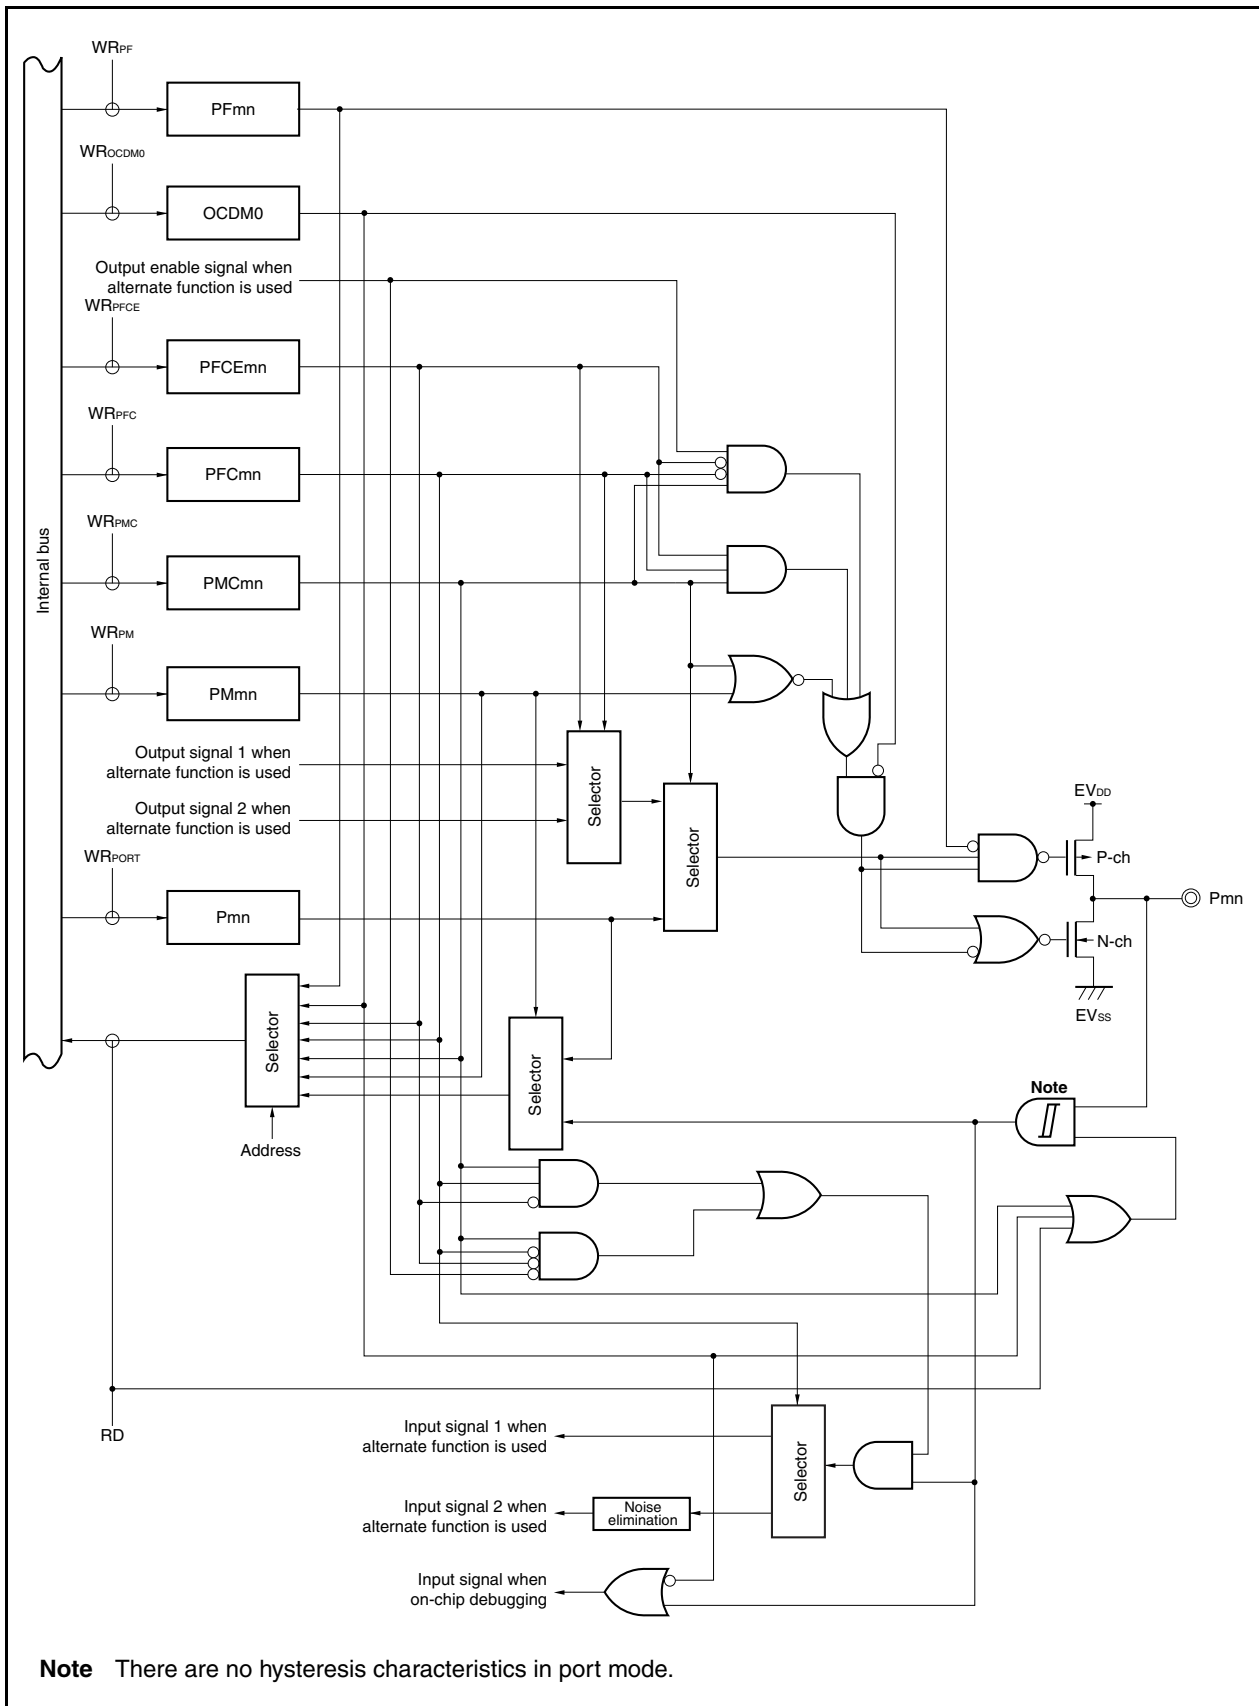 WRPF
PFmn
WROCDM0
OCDM0
Output enable signal when
alternate function is used
WRPFCE
PFCEmn
WRPFC
PFCmn
WRPMC
PMCmn
Internal bus
WRPM
PMmn
Output signal 1 when
alternate function is used
Output signal 2 when
alternate function is used
Selector
Selector
WRPORT
Pmn
EVDD
P-ch
Pmn
N-ch
EVSS
Selector
Address
Selector
Note
RD
Input signal 1 when
alternate function is used
Selector
Input signal 2 when
alternate function is used
Noise
elimination
Input signal when
on-chip debugging
Note There are no hysteresis characteristics in port mode.